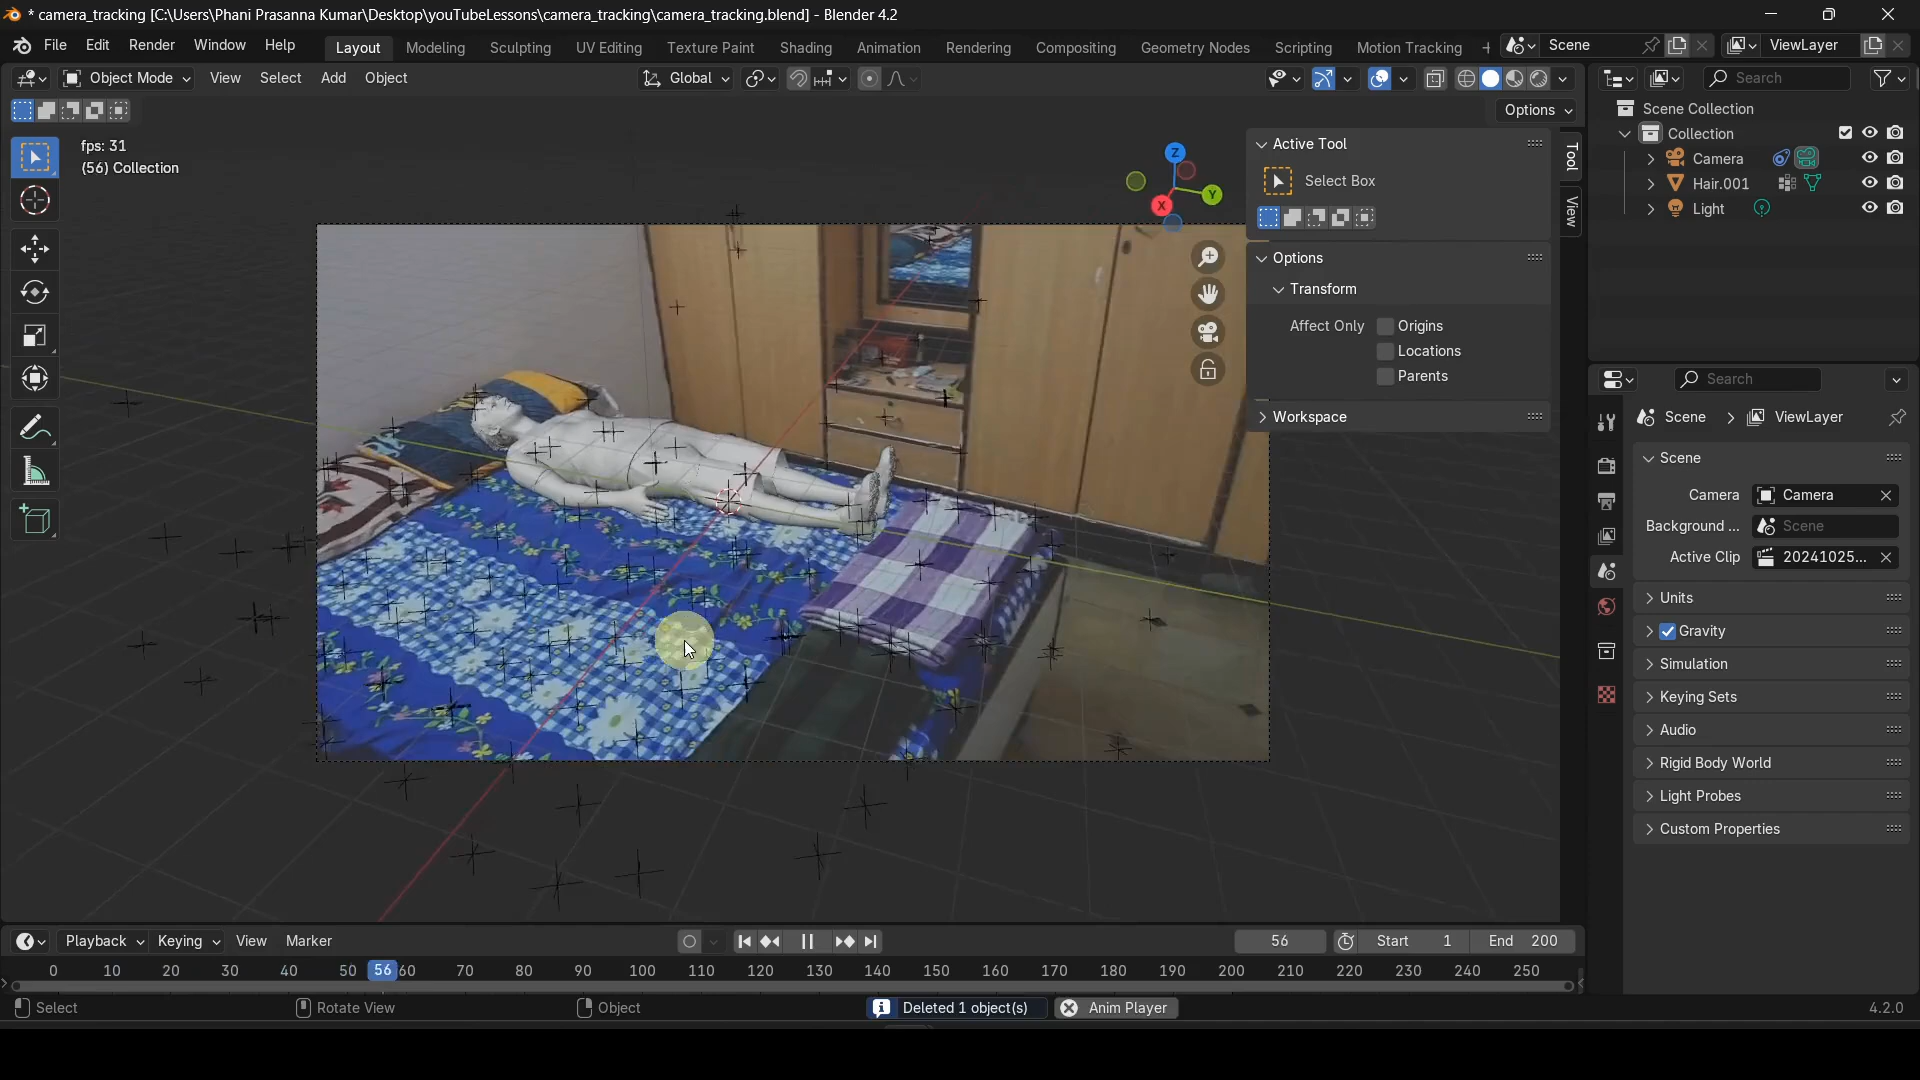 * camera_tracking [C:\Users\Phani Prasanna Kumar\Desktop\youTubeLessons\camera_tracking\camera_tracking.blend] - Blender 4.2
File Edit Render Window Help Layout Modeling Sculpting UV Editing Texture Paint Shading Animation Rendering Compositing Geometry Nodes Scripting Motion Tracking + Scene ViewLayer
Object Mode View Select Add Object Global Search
Options
Scene Collection
Collection
Camera
Hair.001
Light
fps: 31
(56) Collection
Z
Y
X
Active Tool
Select Box
Options
Transform
Affect Only Origins
Locations
Parents
Workspace
Tool
View
Search
Scene > ViewLayer
Scene
Camera Camera
Background ... Scene
Active Clip 20241025...
Units
Gravity
Simulation
Keying Sets
Audio
Rigid Body World
Light Probes
Custom Properties
Playback Keying View Marker 56 Start 1 End 200
0 10 20 30 40 50 56 60 70 80 90 100 110 120 130 140 150 160 170 180 190 200 210 220 230 240 250
Select Rotate View Object Deleted 1 object(s) Anim Player 4.2.0